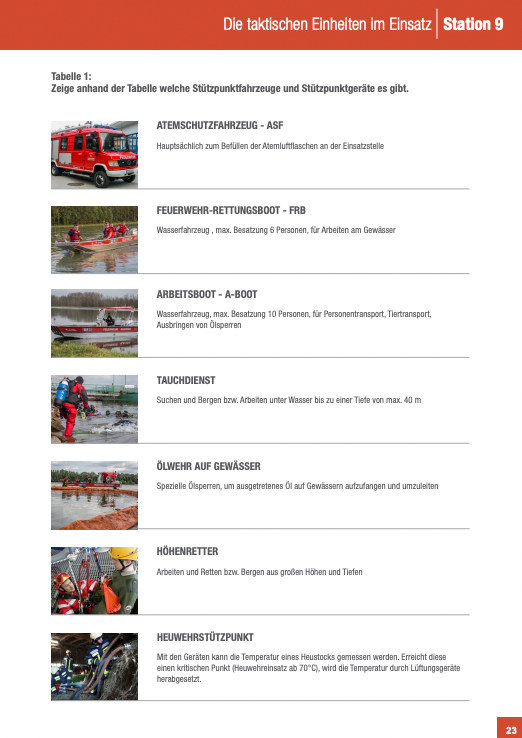 Die taktischen Einheiten im Einsatz Station 9
Tabelle 1:
Zeige anhand der Tabelle welche Stützpunktfahrzeuge und Stützpunktgeräte es gibt.
ATEMSCHUTZFAHRZEUG - ASF
Hauptsächlich zum Befüllen der Atemluftflaschen an der Einsatzstelle
FEUERWEHR-RETTUNGSBOOT - FRB
Wasserfahrzeug , max. Besatzung 6 Personen, für Arbeiten am Gewässer
ARBEITSBOOT - A-BOOT
Wasserfahrzeug, max. Besatzung 10 Personen, für Personentransport, Tiertransport,
Ausbringen von Ölsperren
TAUCHDIENST
Suchen und Bergen bzw. Arbeiten unter Wasser bis zu einer Tiefe von max. 40 m
ÖLWEHR AUF GEWÄSSER
Spezielle Ölsperren, um ausgetretenes Öl auf Gewässern aufzufangen und umzuleiten
HÖHENRETTER
Arbeiten und Retten bzw. Bergen aus großen Höhen und Tiefen
HEUWEHRSTÜTZPUNKT
Mit den Geräten kann die Temperatur eines Heustocks gemessen werden. Erreicht diese
einen kritischen Punkt (Heuwehreinsatz ab 70°C), wird die Temperatur durch Lüftungsgeräte
herabgesetzt.
23